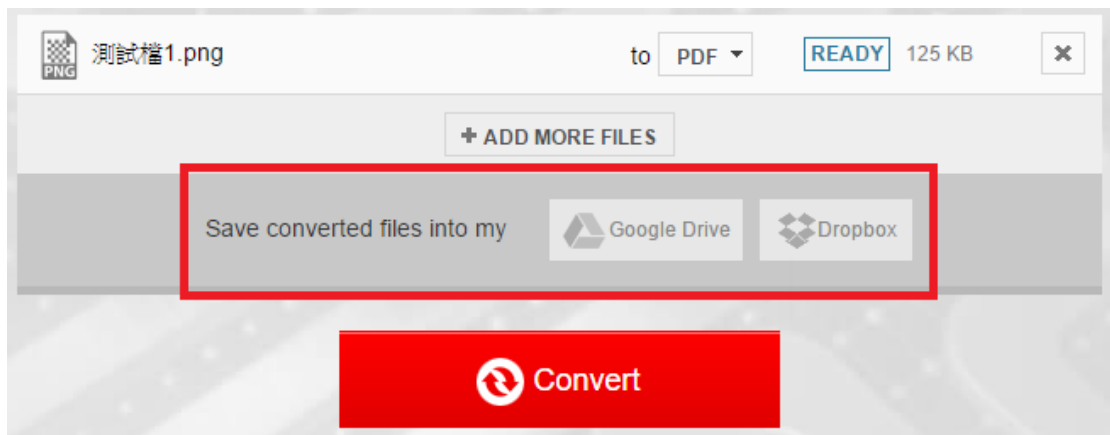 測試檔1.png to PDF READY 125 KB
PNG
+ ADD MORE FILES
Save converted files into my Google Drive Dropbox
Convert